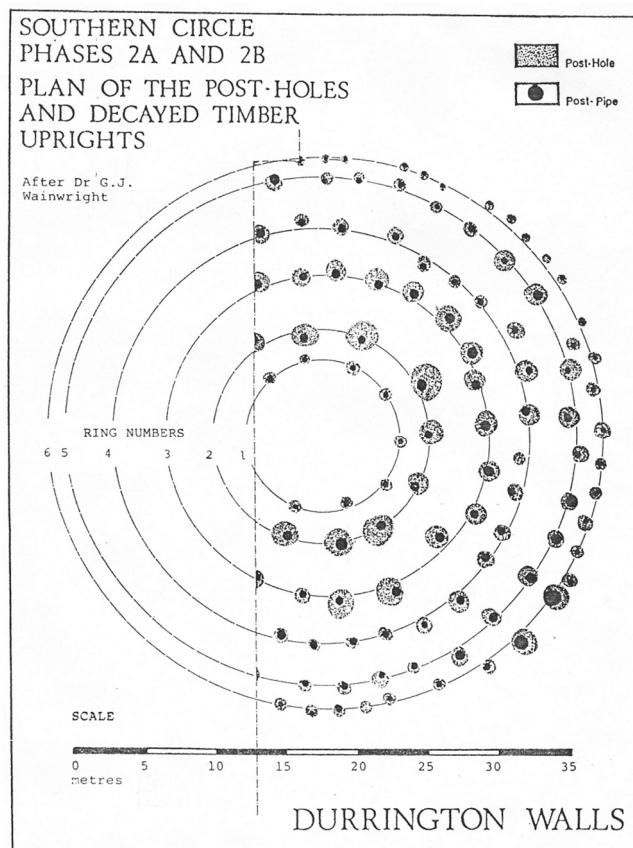 SOUTHERN CIRCLE
PHASES 2A AND 2B
PLAN OF THE POST-HOLES
AND DECAYED TIMBER
UPRIGHTS
Post-Hole
Post-Pipe
After Dr G.J.
Wainwright
RING NUMBERS
6 5 4 3 2 1
SCALE
0 5 10 15 20 25 30 35
metres
DURRINGTON WALLS